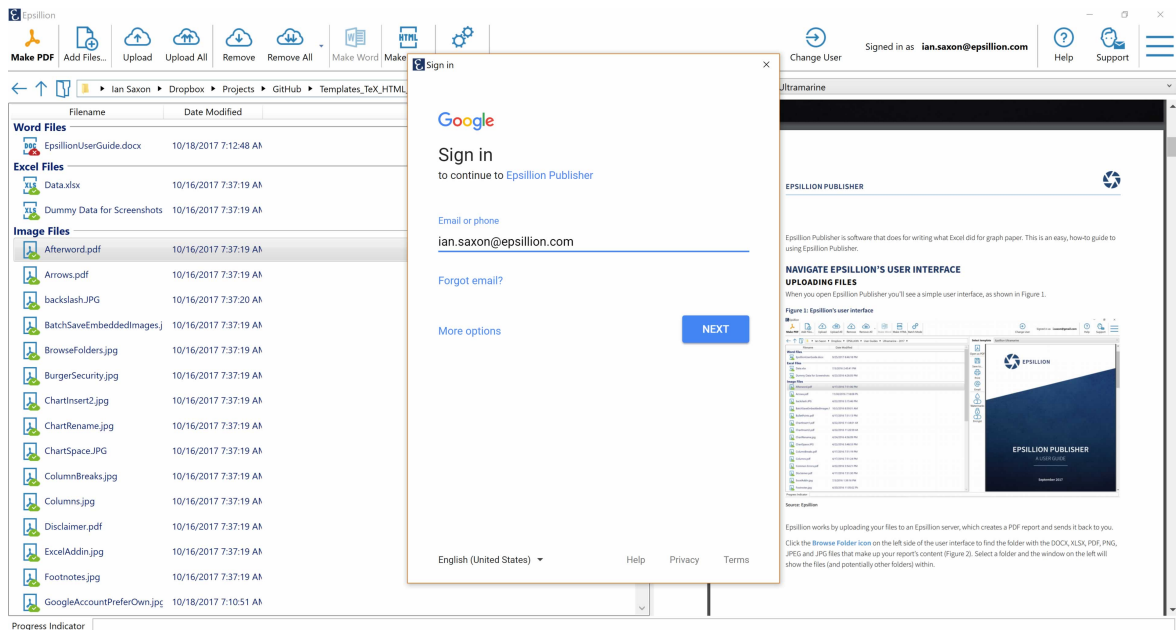 Epsillion
Make PDF Add Files... Upload Upload All Remove Remove All Make Word Make
HTML
Change User Signed in as ian.saxon@epsillion.com Help Support
Ian Saxon Dropbox Projects GitHub Templates_TeX_HTML_
Filename Date Modified
Word Files
EpsillionUserGuide.docx 10/18/2017 7:12:48 AM
Excel Files
Data.xlsx 10/16/2017 7:37:19 AM
Dummy Data for Screenshots 10/16/2017 7:37:19 AM
Image Files
Afterword.pdf 10/16/2017 7:37:19 AM
Arrows.pdf 10/16/2017 7:37:19 AM
backslash.JPG 10/16/2017 7:37:20 AM
BatchSaveEmbeddedImages.j 10/16/2017 7:37:19 AM
BrowseFolders.jpg 10/16/2017 7:37:19 AM
BurgerSecurity.jpg 10/16/2017 7:37:19 AM
ChartInsert2.jpg 10/16/2017 7:37:19 AM
ChartRename.jpg 10/16/2017 7:37:19 AM
ChartSpace.JPG 10/16/2017 7:37:19 AM
ColumnBreaks.jpg 10/16/2017 7:37:19 AM
Columns.jpg 10/16/2017 7:37:19 AM
Disclaimer.pdf 10/16/2017 7:37:19 AM
ExcelAddin.jpg 10/16/2017 7:37:19 AM
Footnotes.jpg 10/16/2017 7:37:19 AM
GoogleAccountPreferOwn.jpg 10/18/2017 7:10:51 AM
Progress Indicator
Sign in
Google
Sign in
to continue to Epsillion Publisher
Email or phone
ian.saxon@epsillion.com
Forgot email?
More options NEXT
English (United States) Help Privacy Terms
Ultramarine
EPSILLION PUBLISHER
Epsillion Publisher is software that does for writing what Excel did for graph paper. This is an easy, how-to guide to
using Epsillion Publisher.
NAVIGATE EPSILLION'S USER INTERFACE
UPLOADING FILES
When you open Epsillion Publisher you'll see a simple user interface, as shown in Figure 1.
Figure 1: Epsillion's user interface
EPSILLION
EPSILLION PUBLISHER
A USER GUIDE
September 2017
Source: Epsillion
Epsillion works by uploading your files to an Epsillion server, which creates a PDF report and sends it back to you.
Click the Browse Folder icon on the left side of the user interface to find the folder with the DOCX, XLSX, PDF, PNG,
JPEG and JPG files that make up your report's content (Figure 2). Select a folder and the window on the left will
show the files (and potentially other folders) within.